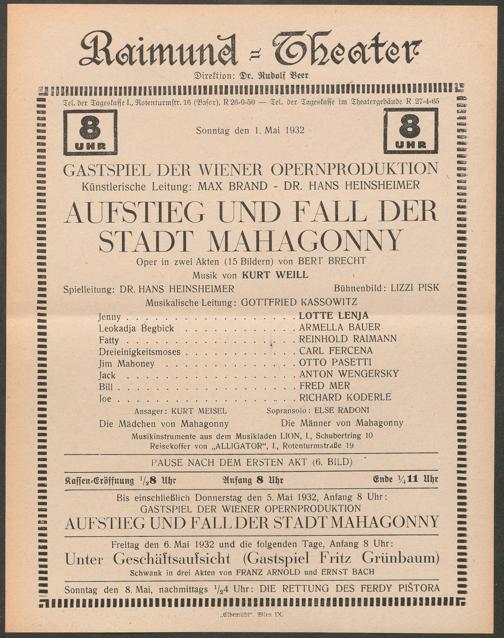 Raimund-Theater
Direktion: Dr. Rudolf Beer
Tel. der Tageskasse I., Rotenturmstr. 16 (Basar), R 26-0-50 — Tel. der Tageskasse im Theatergebäude R 27-4-65
8 UHR
8 UHR
Sonntag den 1. Mai 1932
GASTSPIEL DER WIENER OPERNPRODUKTION
Künstlerische Leitung: MAX BRAND - DR. HANS HEINSHEIMER
AUFSTIEG UND FALL DER
STADT MAHAGONNY
Oper in zwei Akten (15 Bildern) von BERT BRECHT
Musik von KURT WEILL
Spielleitung: DR. HANS HEINSHEIMER Bühnenbild: LIZZI PISK
Musikalische Leitung: GOTTFRIED KASSOWITZ
Jenny . . . . . . . . . . . . . . . . LOTTE LENJA
Leokadja Begbick . . . . . . . . . . . . ARMELLA BAUER
Fatty . . . . . . . . . . . . . . . . REINHOLD RAIMANN
Dreieinigkeitsmoses . . . . . . . . . . . CARL FERCENA
Jim Mahoney . . . . . . . . . . . . . . OTTO PASETTI
Jack . . . . . . . . . . . . . . . . ANTON WENGERSKY
Bill . . . . . . . . . . . . . . . . . FRED MER
Joe . . . . . . . . . . . . . . . . . RICHARD KODERLE
Ansager: KURT MEISEL Sopransolo: ELSE RADONI
Die Mädchen von Mahagonny Die Männer von Mahagonny
Musikinstrumente aus dem Musikladen LION, I., Schubertring 10
Reisekoffer von „ALLIGATOR", I., Rotenturmstraße 19
PAUSE NACH DEM ERSTEN AKT (6. BILD)
Kassen-Eröffnung 1/28 Uhr Anfang 8 Uhr Ende 1/411 Uhr
Bis einschließlich Donnerstag den 5. Mai 1932, Anfang 8 Uhr:
GASTSPIEL DER WIENER OPERNPRODUKTION
AUFSTIEG UND FALL DER STADT MAHAGONNY
Freitag den 6. Mai 1932 und die folgenden Tage, Anfang 8 Uhr:
Unter Geschäftsaufsicht (Gastspiel Fritz Grünbaum)
Schwank in drei Akten von FRANZ ARNOLD und ERNST BACH
Sonntag den 8. Mai, nachmittags 1/24 Uhr: DIE RETTUNG DES FERDY PIŠTORA
„Elbemühl", Wien IX.